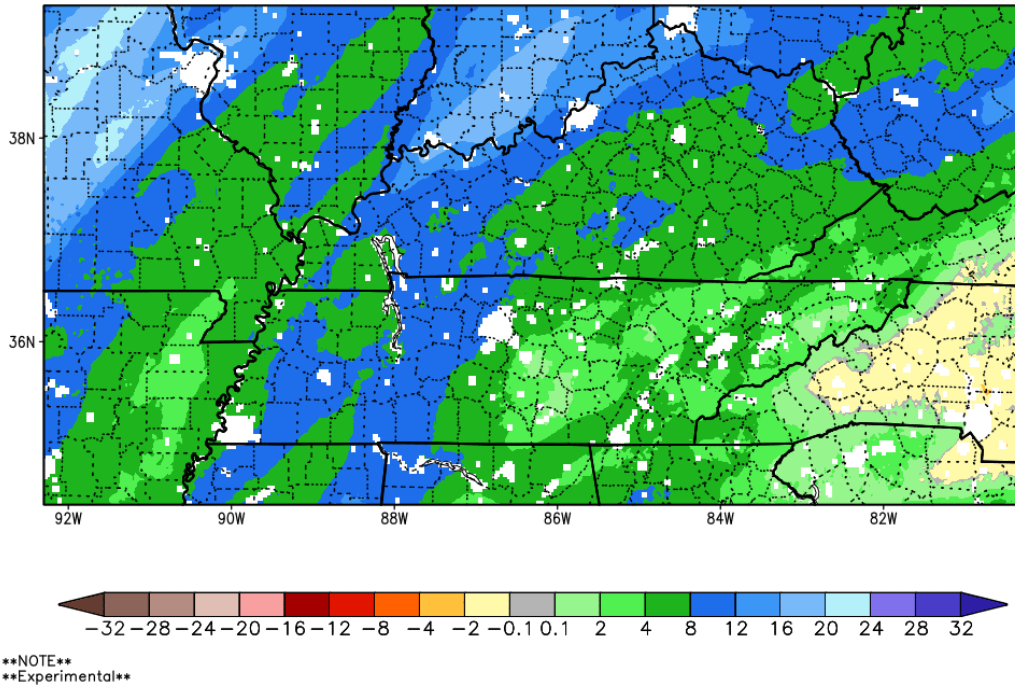 38N
36N
92W 90W 88W 86W 84W 82W
−32 −28 −24 −20 −16 −12 −8 −4 −2 −0.1 0.1 2 4 8 12 16 20 24 28 32
**NOTE**
**Experimental**